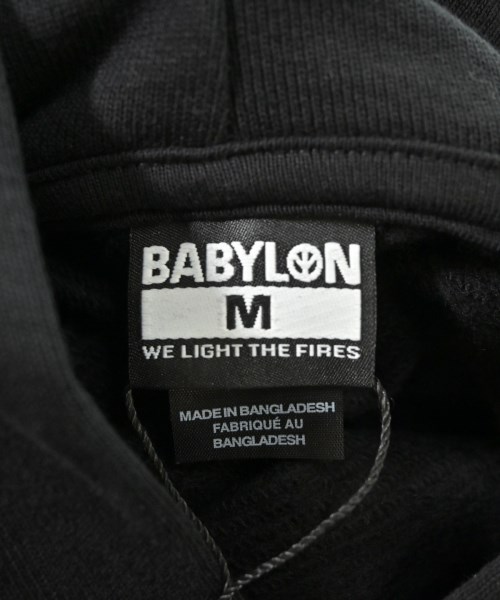 BABYLON
M
WE LIGHT THE FIRES
MADE IN BANGLADESH
FABRIQUÉ AU
BANGLADESH